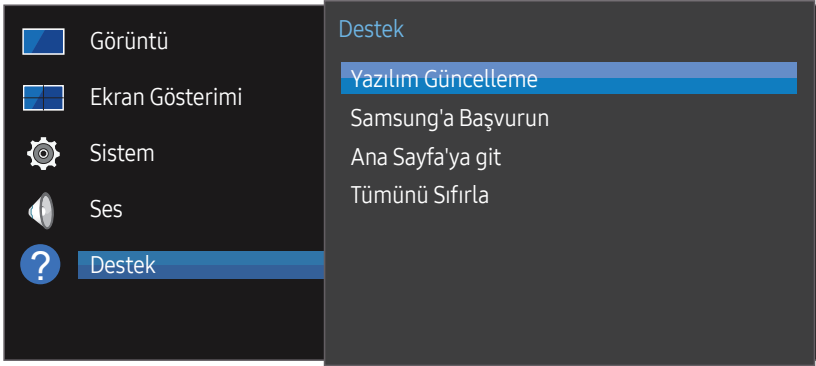 Görüntü
Ekran Gösterimi
Sistem
Ses
?
Destek
Destek
Yazılım Güncelleme
Samsung'a Başvurun
Ana Sayfa'ya git
Tümünü Sıfırla